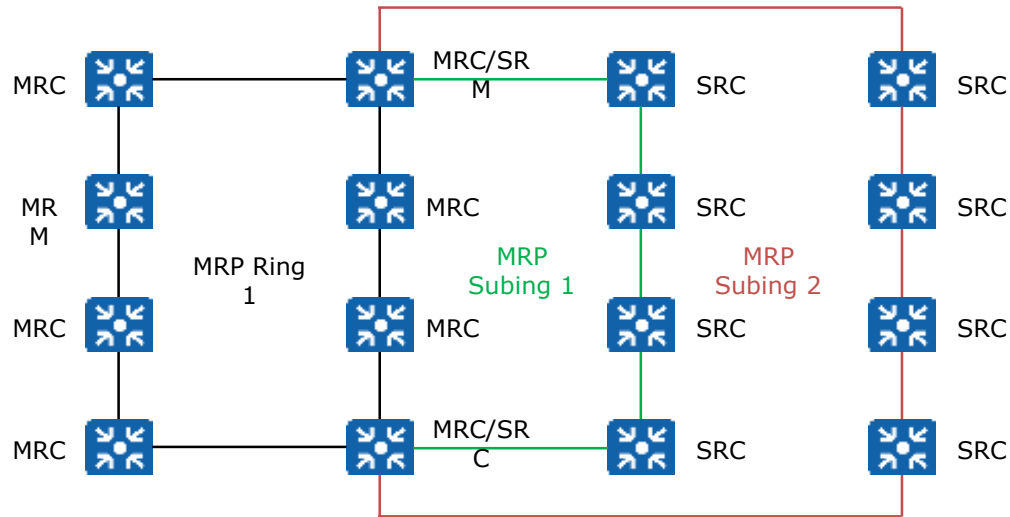 MRC
MRC/SR
M
SRC
SRC
MR
M
MRC
SRC
SRC
MRP Ring
1
MRP
Subing 1
MRP
Subing 2
MRC
MRC
SRC
SRC
MRC
MRC/SR
C
SRC
SRC